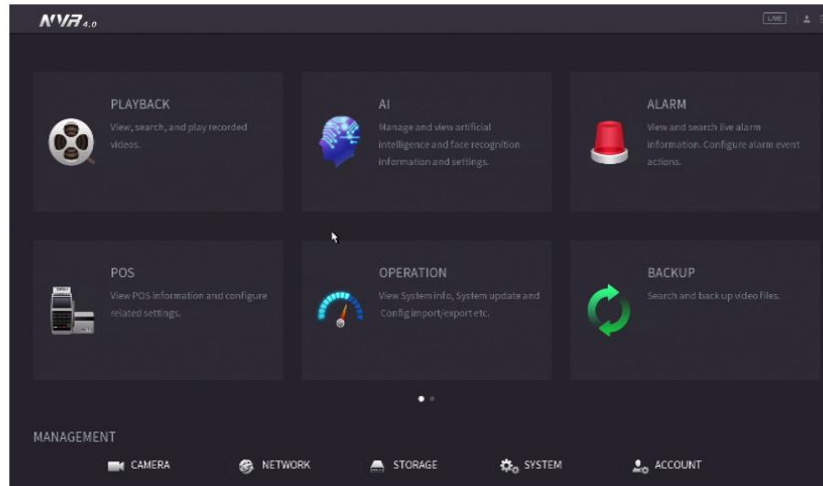 NVR 4.0
LIVE
PLAYBACK
View, search, and play recorded
videos.
AI
Manage and view artificial
intelligence and face recognition
information and settings.
ALARM
View and search live alarm
information. Configure alarm event
actions.
POS
View POS information and configure
related settings.
OPERATION
View System info, System update and
Config import/export etc.
BACKUP
Search and back up video files.
MANAGEMENT
CAMERA
NETWORK
STORAGE
SYSTEM
ACCOUNT